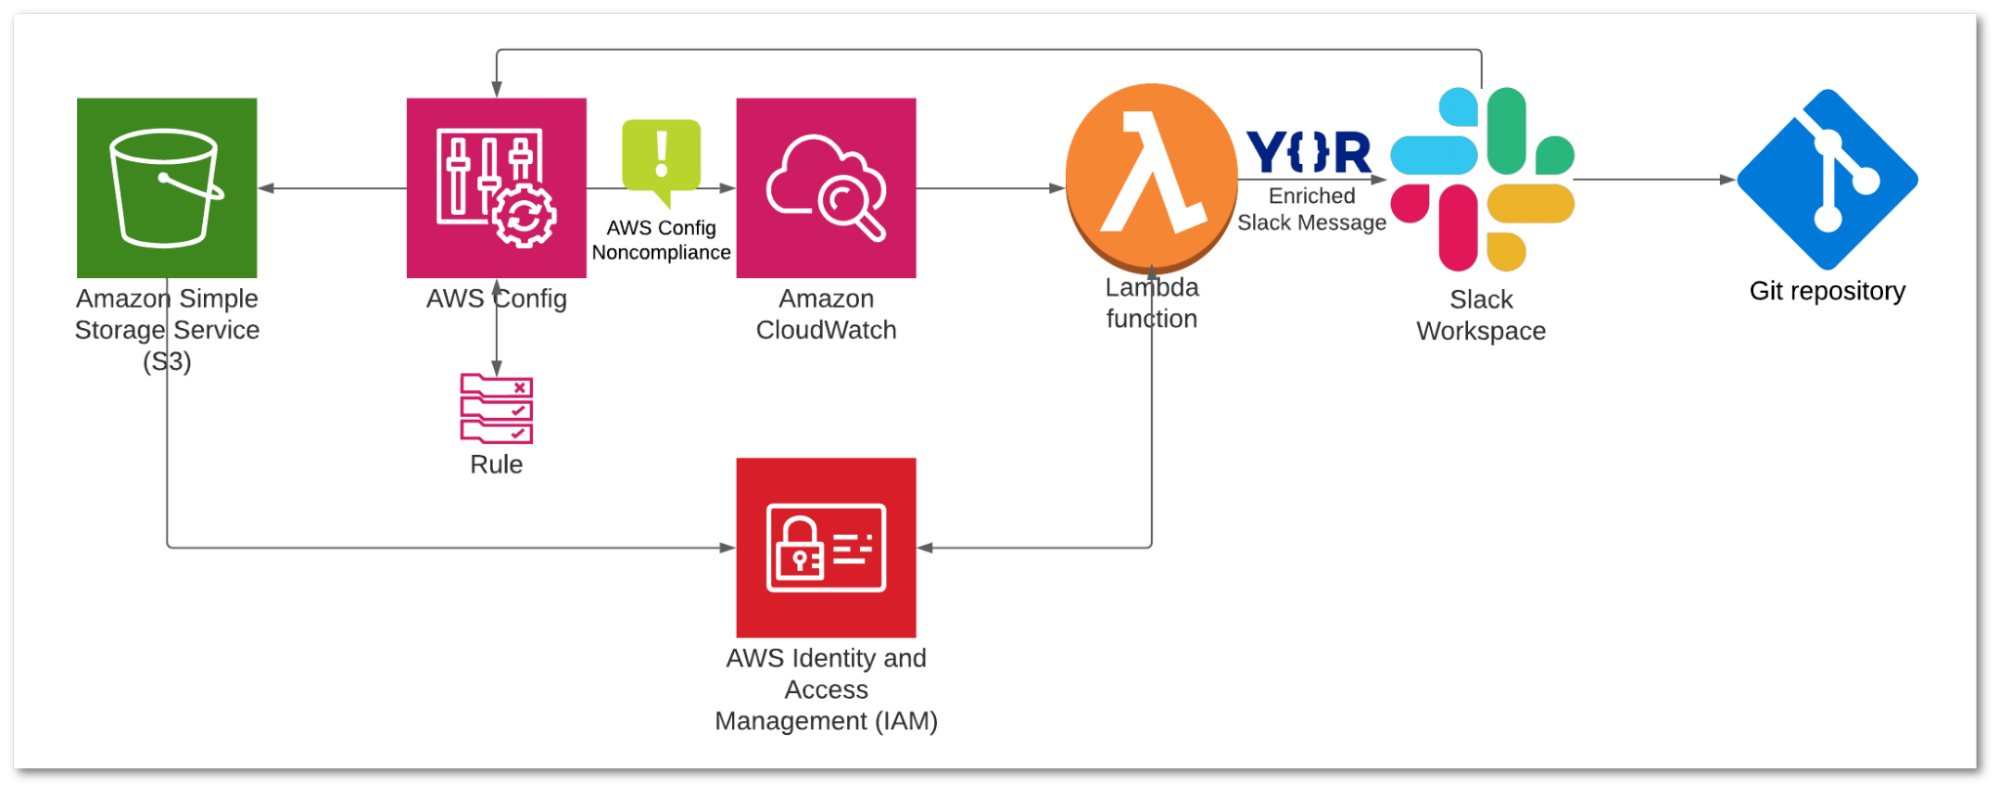 Amazon Simple
Storage Service
(S3)
AWS Config
AWS Config
Noncompliance
Rule
Amazon
CloudWatch
Lambda
function
Y{}R
Enriched
Slack Message
Slack
Workspace
Git repository
AWS Identity and
Access
Management (IAM)